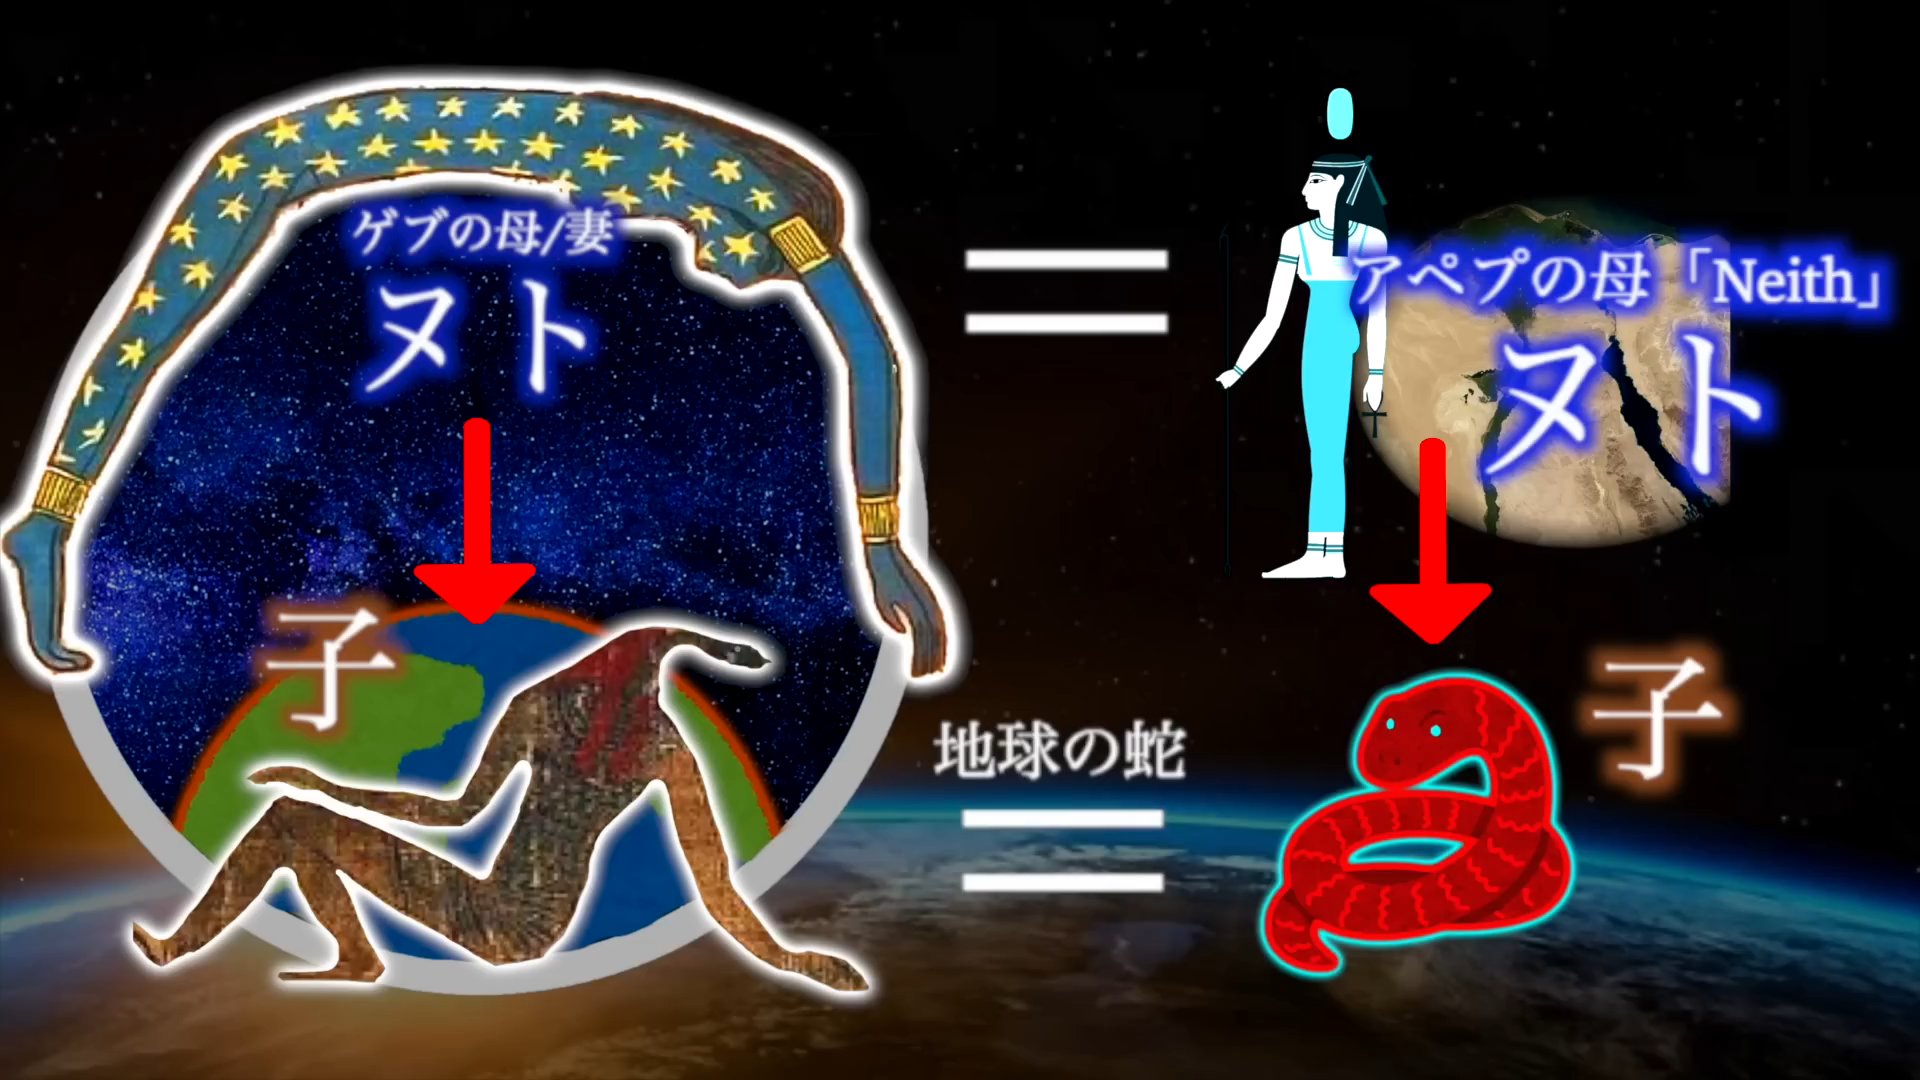 ゲブの母/妻
ヌト
子
アペプの母「Neith」
ヌト
地球の蛇
子